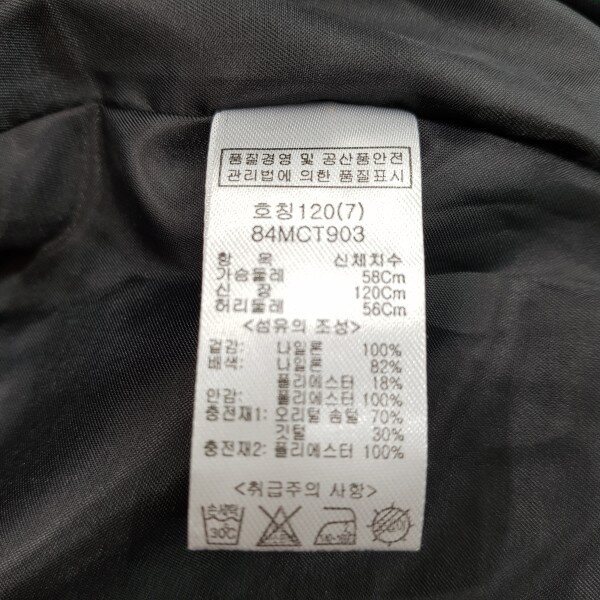 품질경영 및 공산품안전
관리법에 의한 품질표시
호칭120(7)
84MCT903
항 목 신체치수
가슴둘레 58Cm
신 장 120Cm
허리둘레 56Cm
<섬유의 조성>
겉감: 나일론 100%
배색: 나일론 82%
폴리에스터 18%
안감: 폴리에스터 100%
충전재1: 오리털 솜털 70%
깃털 30%
충전재2: 폴리에스터 100%
<취급주의 사항>
손세탁
30℃